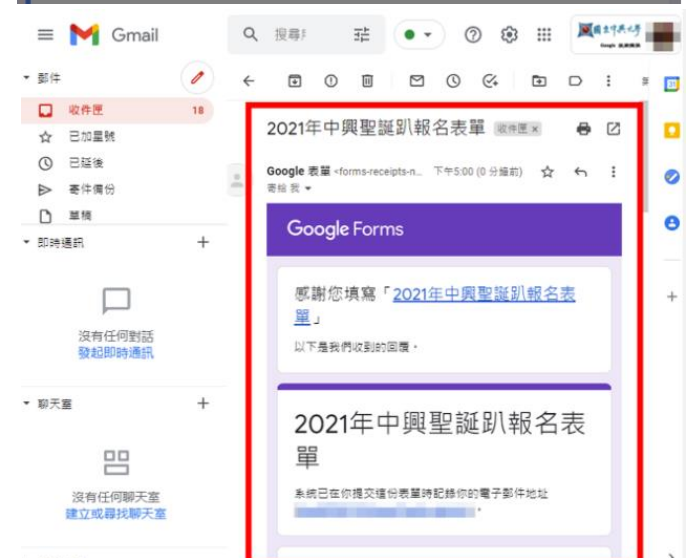 Gmail
搜尋
國立中興大學
郵件
收件匣 18
已加星號
已延後
寄件備份
草稿
即時通訊
沒有任何對話
發起即時通訊
聊天室
沒有任何聊天室
建立或尋找聊天室
2021年中興聖誕趴報名表單 收件匣 ×
Google 表單 <forms-receipts-n... 下午5:00 (0 分鐘前)
寄給 我
Google Forms
感謝您填寫「2021年中興聖誕趴報名表
單」
以下是我們收到的回覆。
2021年中興聖誕趴報名表
單
系統已在你提交這份表單時記錄你的電子郵件地址
。